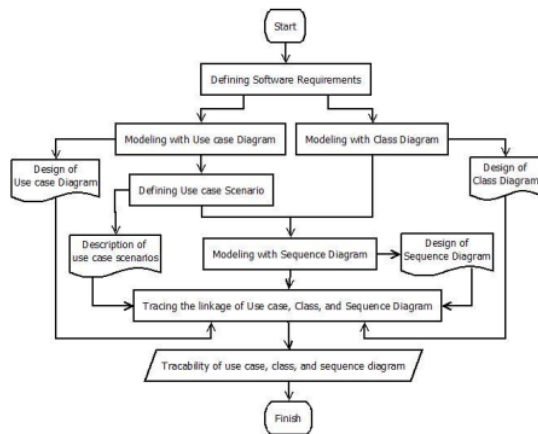 Start
Defining Software Requirements
Modeling with Use case Diagram
Modeling with Class Diagram
Design of
Use case Diagram
Design of
Class Diagram
Defining Use case Scenario
Description of
use case scenarios
Modeling with Sequence Diagram
Design of
Sequence Diagram
Tracing the linkage of Use case, Class, and Sequence Diagram
Tracability of use case, class, and sequence diagram
Finish